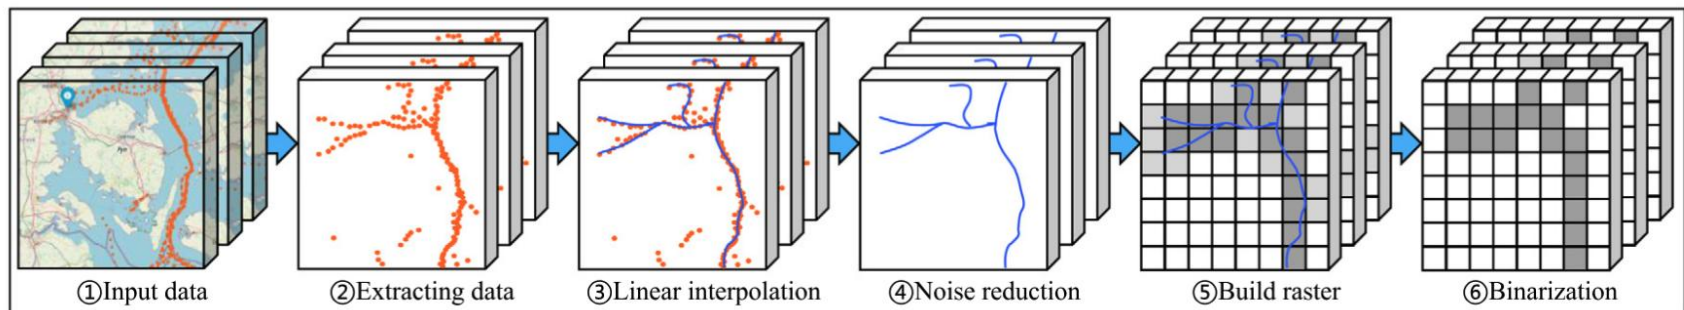 ①Input data
②Extracting data
③Linear interpolation
④Noise reduction
⑤Build raster
⑥Binarization